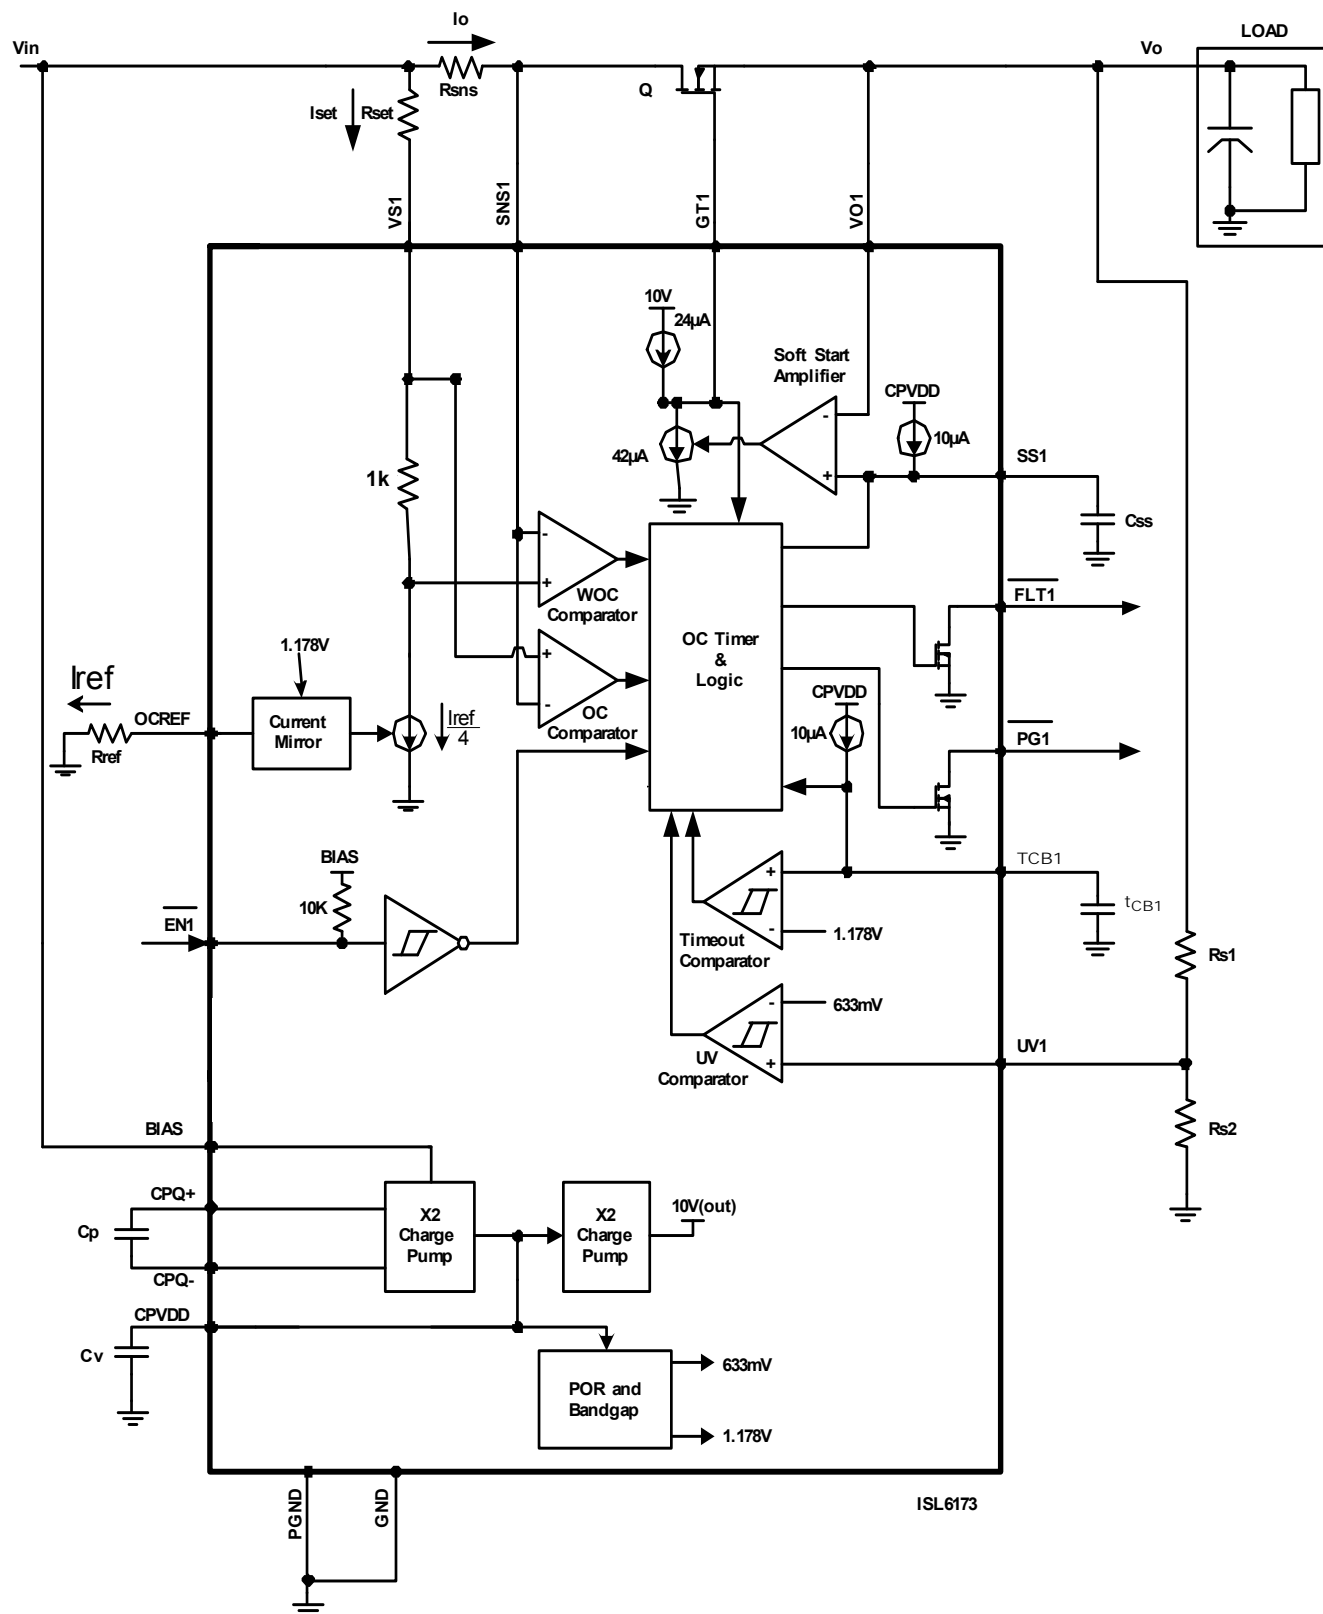 Io
LOAD
Vin
Vo
Rsns
Q
Iset
Rset
VS1
SNS1
GT1
VO1
10V
24µA
Soft Start
Amplifier
CPVDD
-
10µA
42µA
+
SS1
1k
Css
-
+
WOC
Comparator
FLT1
OC Timer
&
Logic
1.178V
+
-
Iref
OCREF
Current
Mirror
Iref
4
OC
Comparator
CPVDD
10µA
PG1
Rref
BIAS
TCB1
+
10K
tCB1
EN1
Timeout
Comparator
-
1.178V
Rs1
-
633mV
UV
Comparator
+
UV1
BIAS
Rs2
CPQ+
X2
Charge
Pump
X2
Charge
Pump
10V(out)
Cp
CPQ-
CPVDD
Cv
POR and
Bandgap
633mV
1.178V
PGND
GND
ISL6173